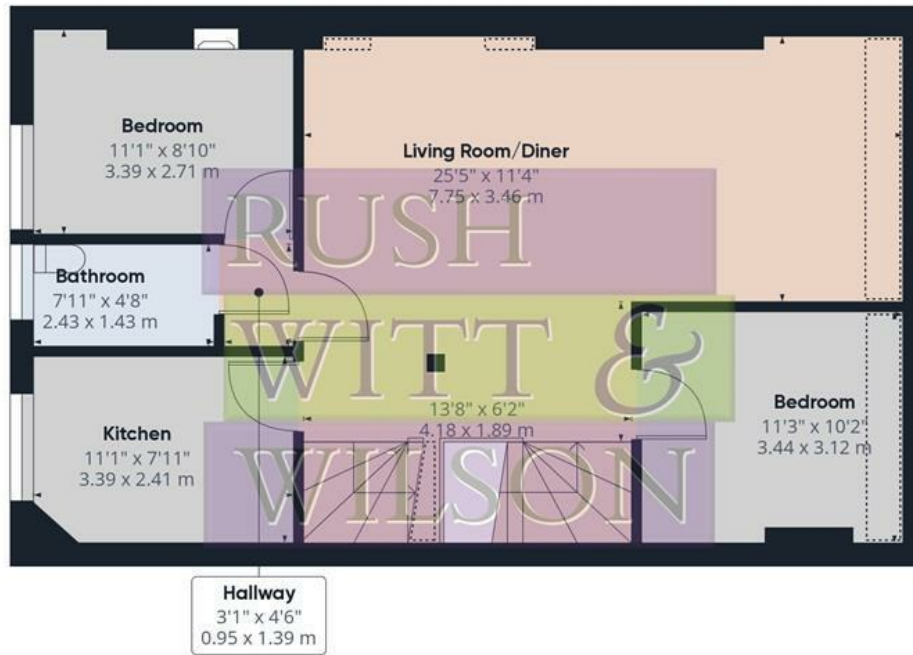 Bedroom
11'1" x 8'10"
3.39 x 2.71 m
Living Room/Diner
25'5" x 11'4"
7.75 x 3.46 m
RUSH
Bathroom
7'11" x 4'8"
2.43 x 1.43 m
WITT &
13'8" x 6'2"
4.18 x 1.89 m
Bedroom
11'3" x 10'2"
3.44 x 3.12 m
Kitchen
11'1" x 7'11"
3.39 x 2.41 m
WILSON
Hallway
3'1" x 4'6"
0.95 x 1.39 m